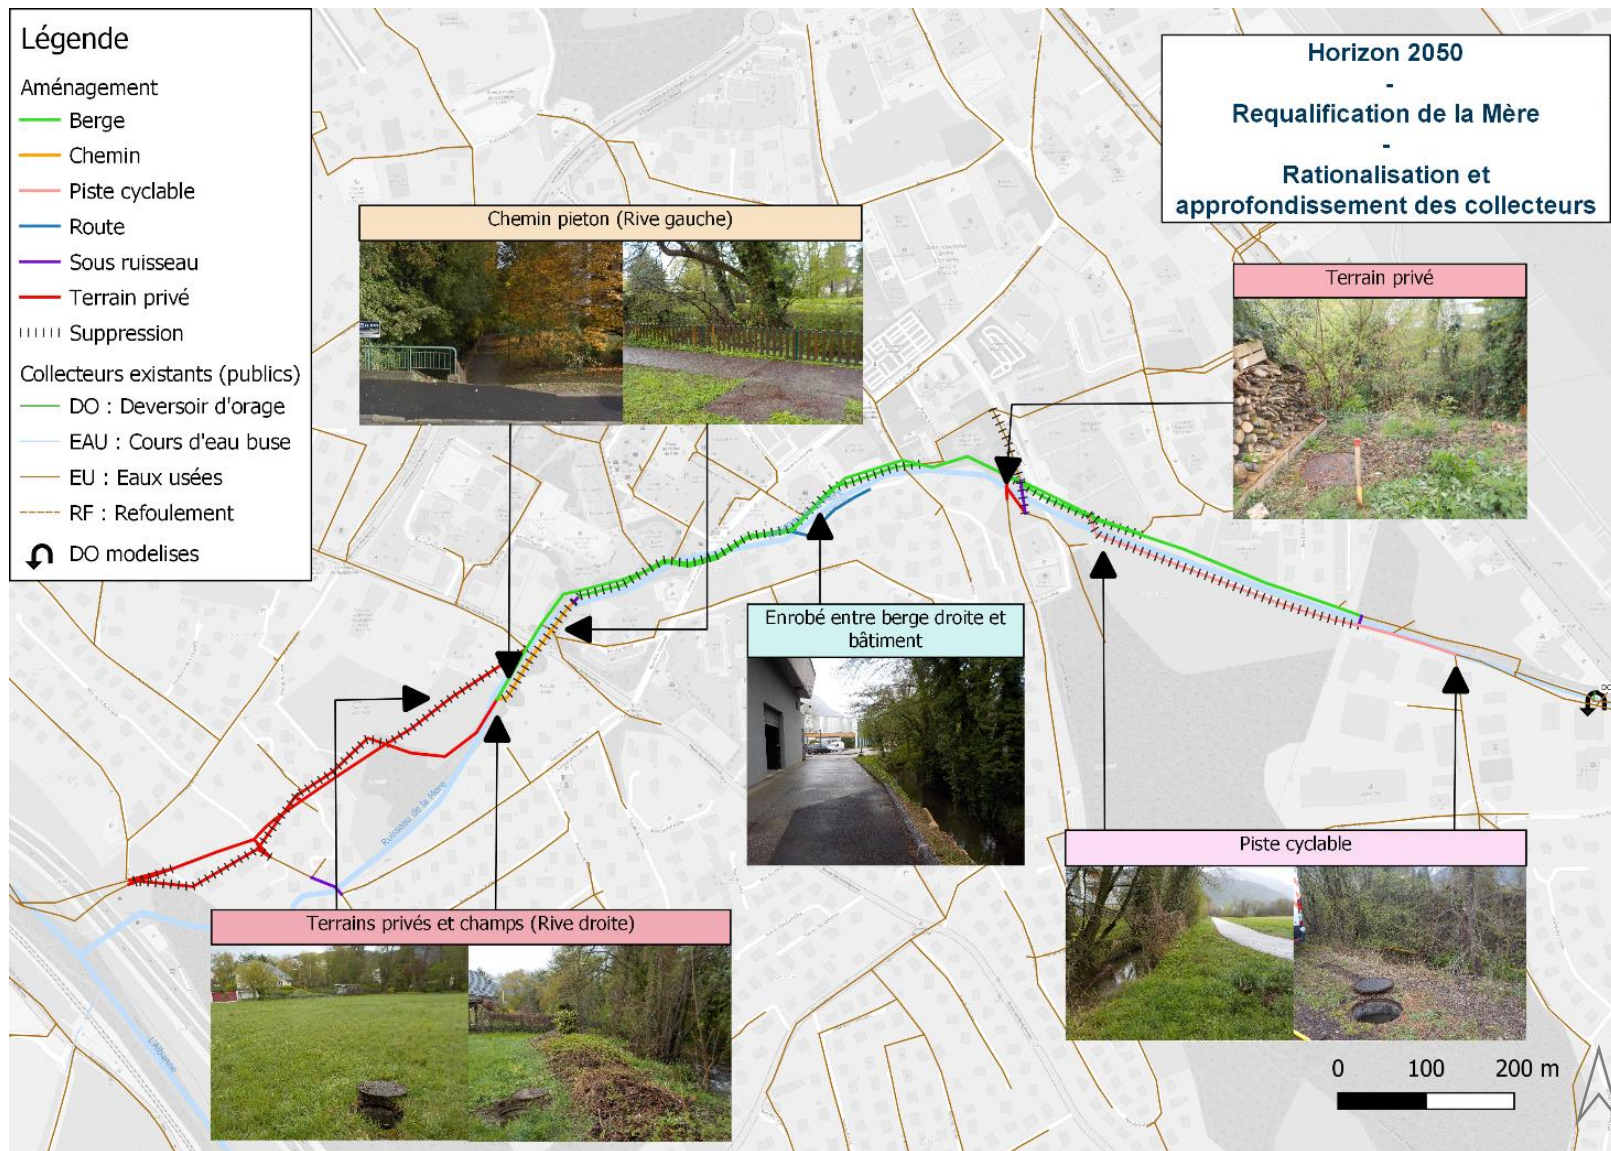 Légende
Aménagement
Berge
Chemin
Piste cyclable
Route
Sous ruisseau
Terrain privé
Suppression
Collecteurs existants (publics)
DO : Deversoir d'orage
EAU : Cours d'eau buse
EU : Eaux usées
RF : Refoulement
DO modelises
Horizon 2050
-
Requalification de la Mère
-
Rationalisation et
approfondissement des collecteurs
Chemin pieton (Rive gauche)
Terrain privé
Enrobé entre berge droite et
bâtiment
Piste cyclable
Terrains privés et champs (Rive droite)
Ruisseau de la Mère
L'Albanne
DO
0 100 200 m